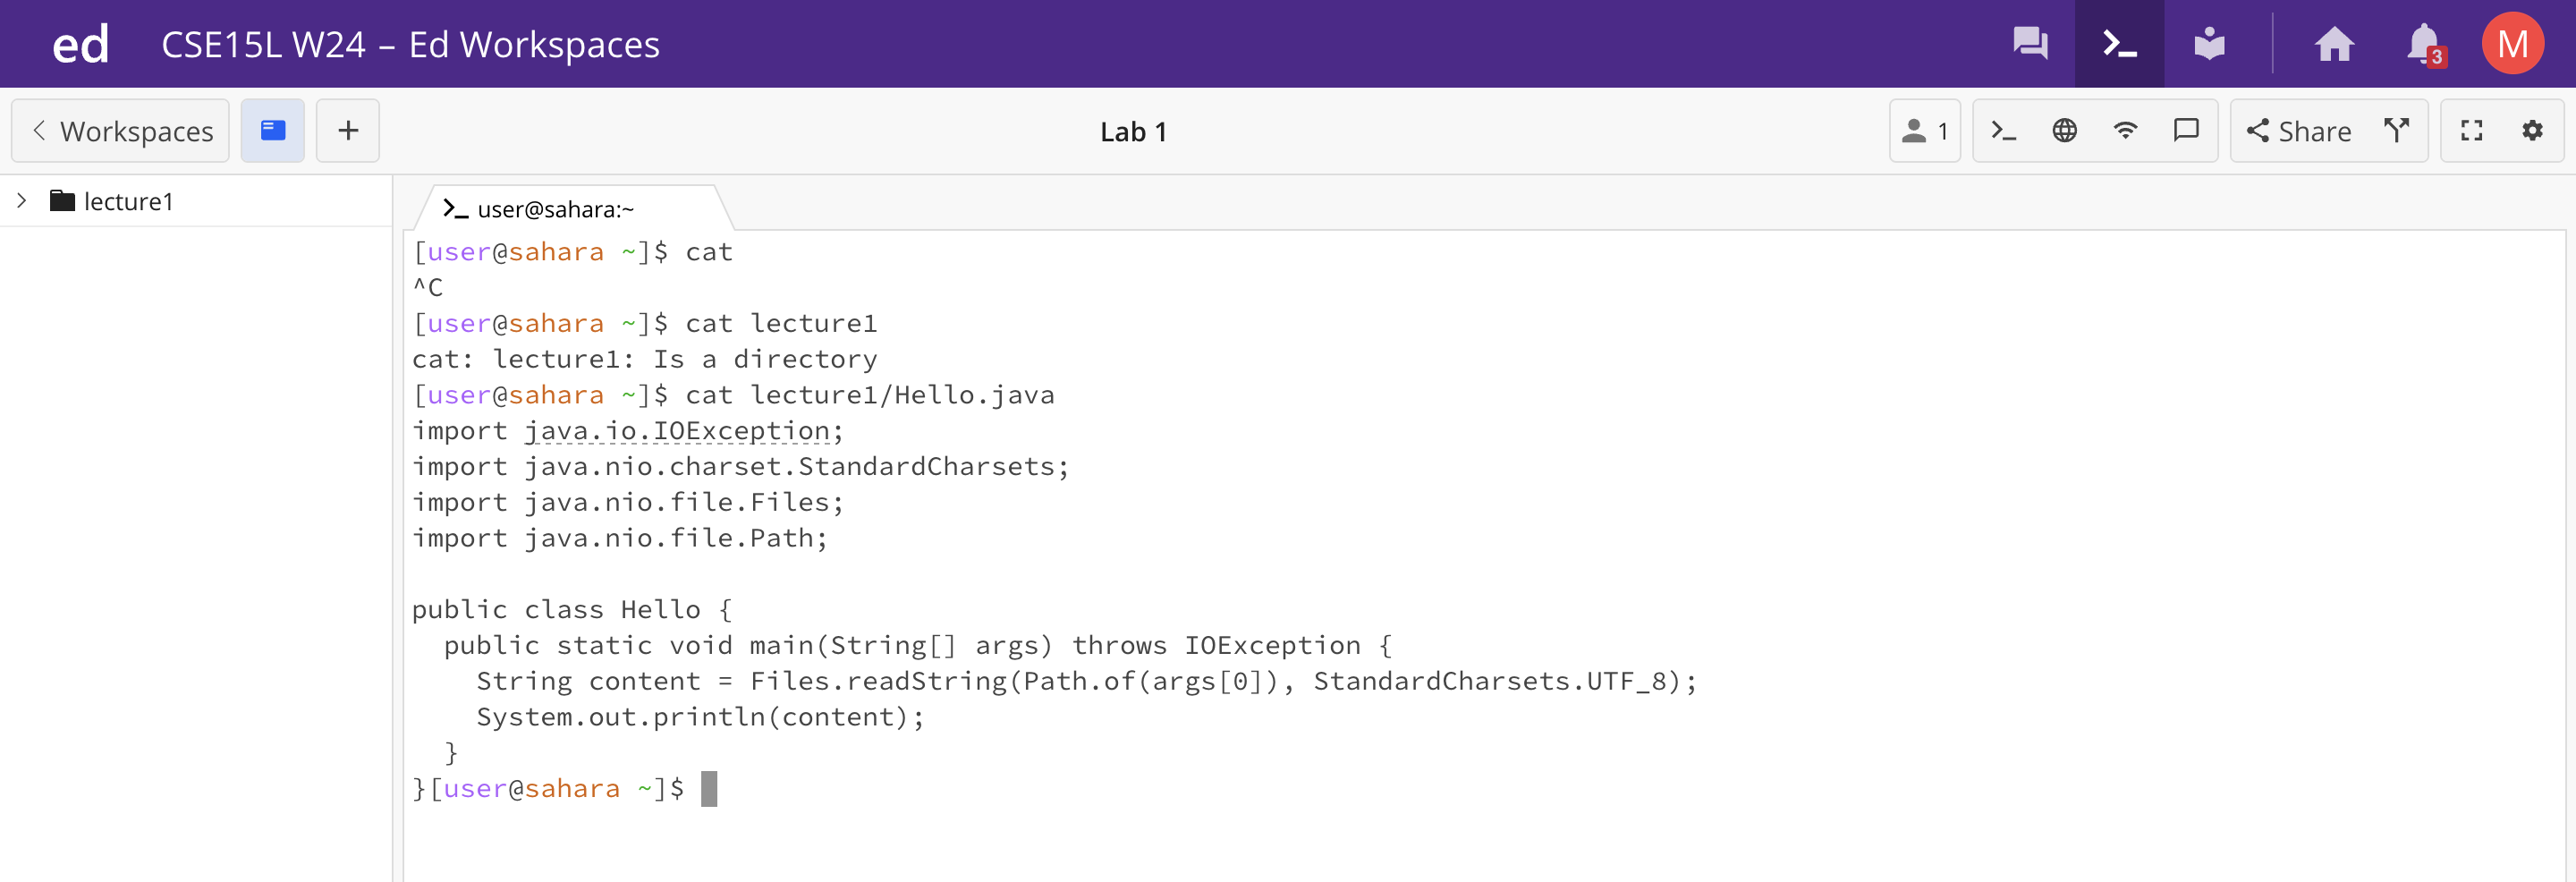 ed CSE15L W24 – Ed Workspaces 3 M
Workspaces + Lab 1 1 Share
lecture1
user@sahara:~
[user@sahara ~]$ cat
^C
[user@sahara ~]$ cat lecture1
cat: lecture1: Is a directory
[user@sahara ~]$ cat lecture1/Hello.java
import java.io.IOException;
import java.nio.charset.StandardCharsets;
import java.nio.file.Files;
import java.nio.file.Path;

public class Hello {
  public static void main(String[] args) throws IOException {
    String content = Files.readString(Path.of(args[0]), StandardCharsets.UTF_8);
    System.out.println(content);
  }
}[user@sahara ~]$